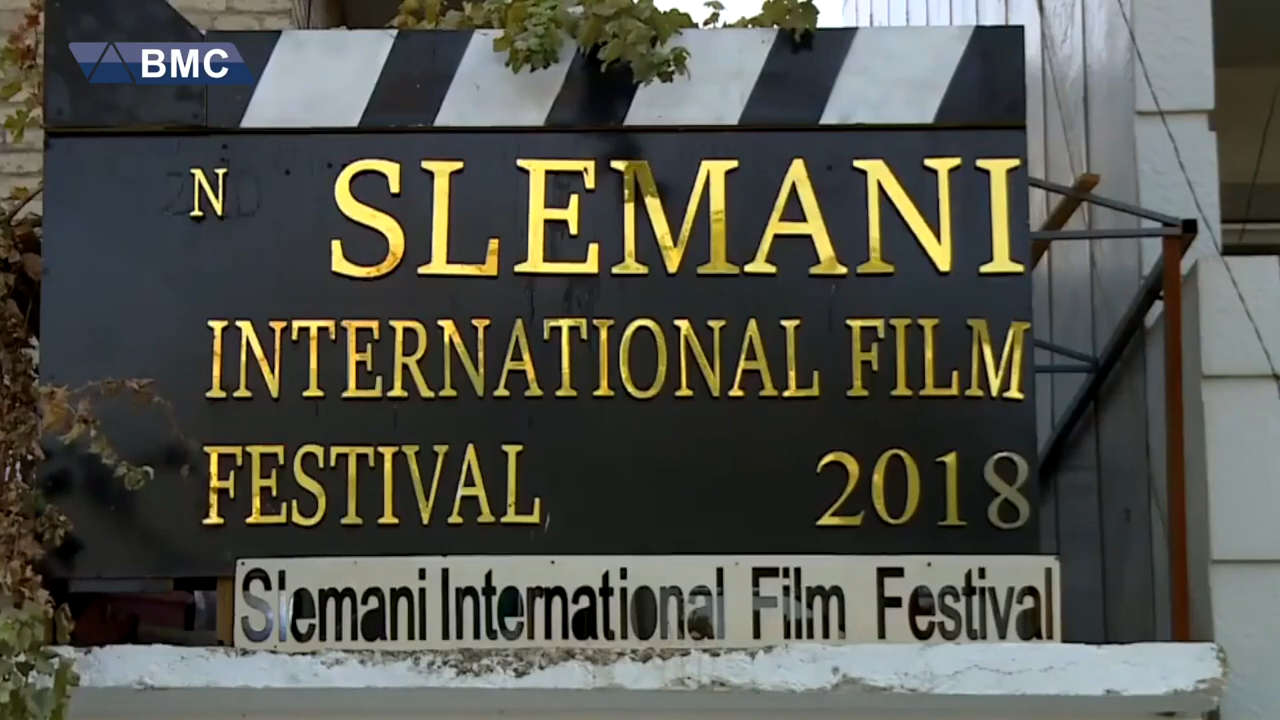 BMC
N SLEMANI
INTERNATIONAL FILM
FESTIVAL 2018
Slemani International Film Festival